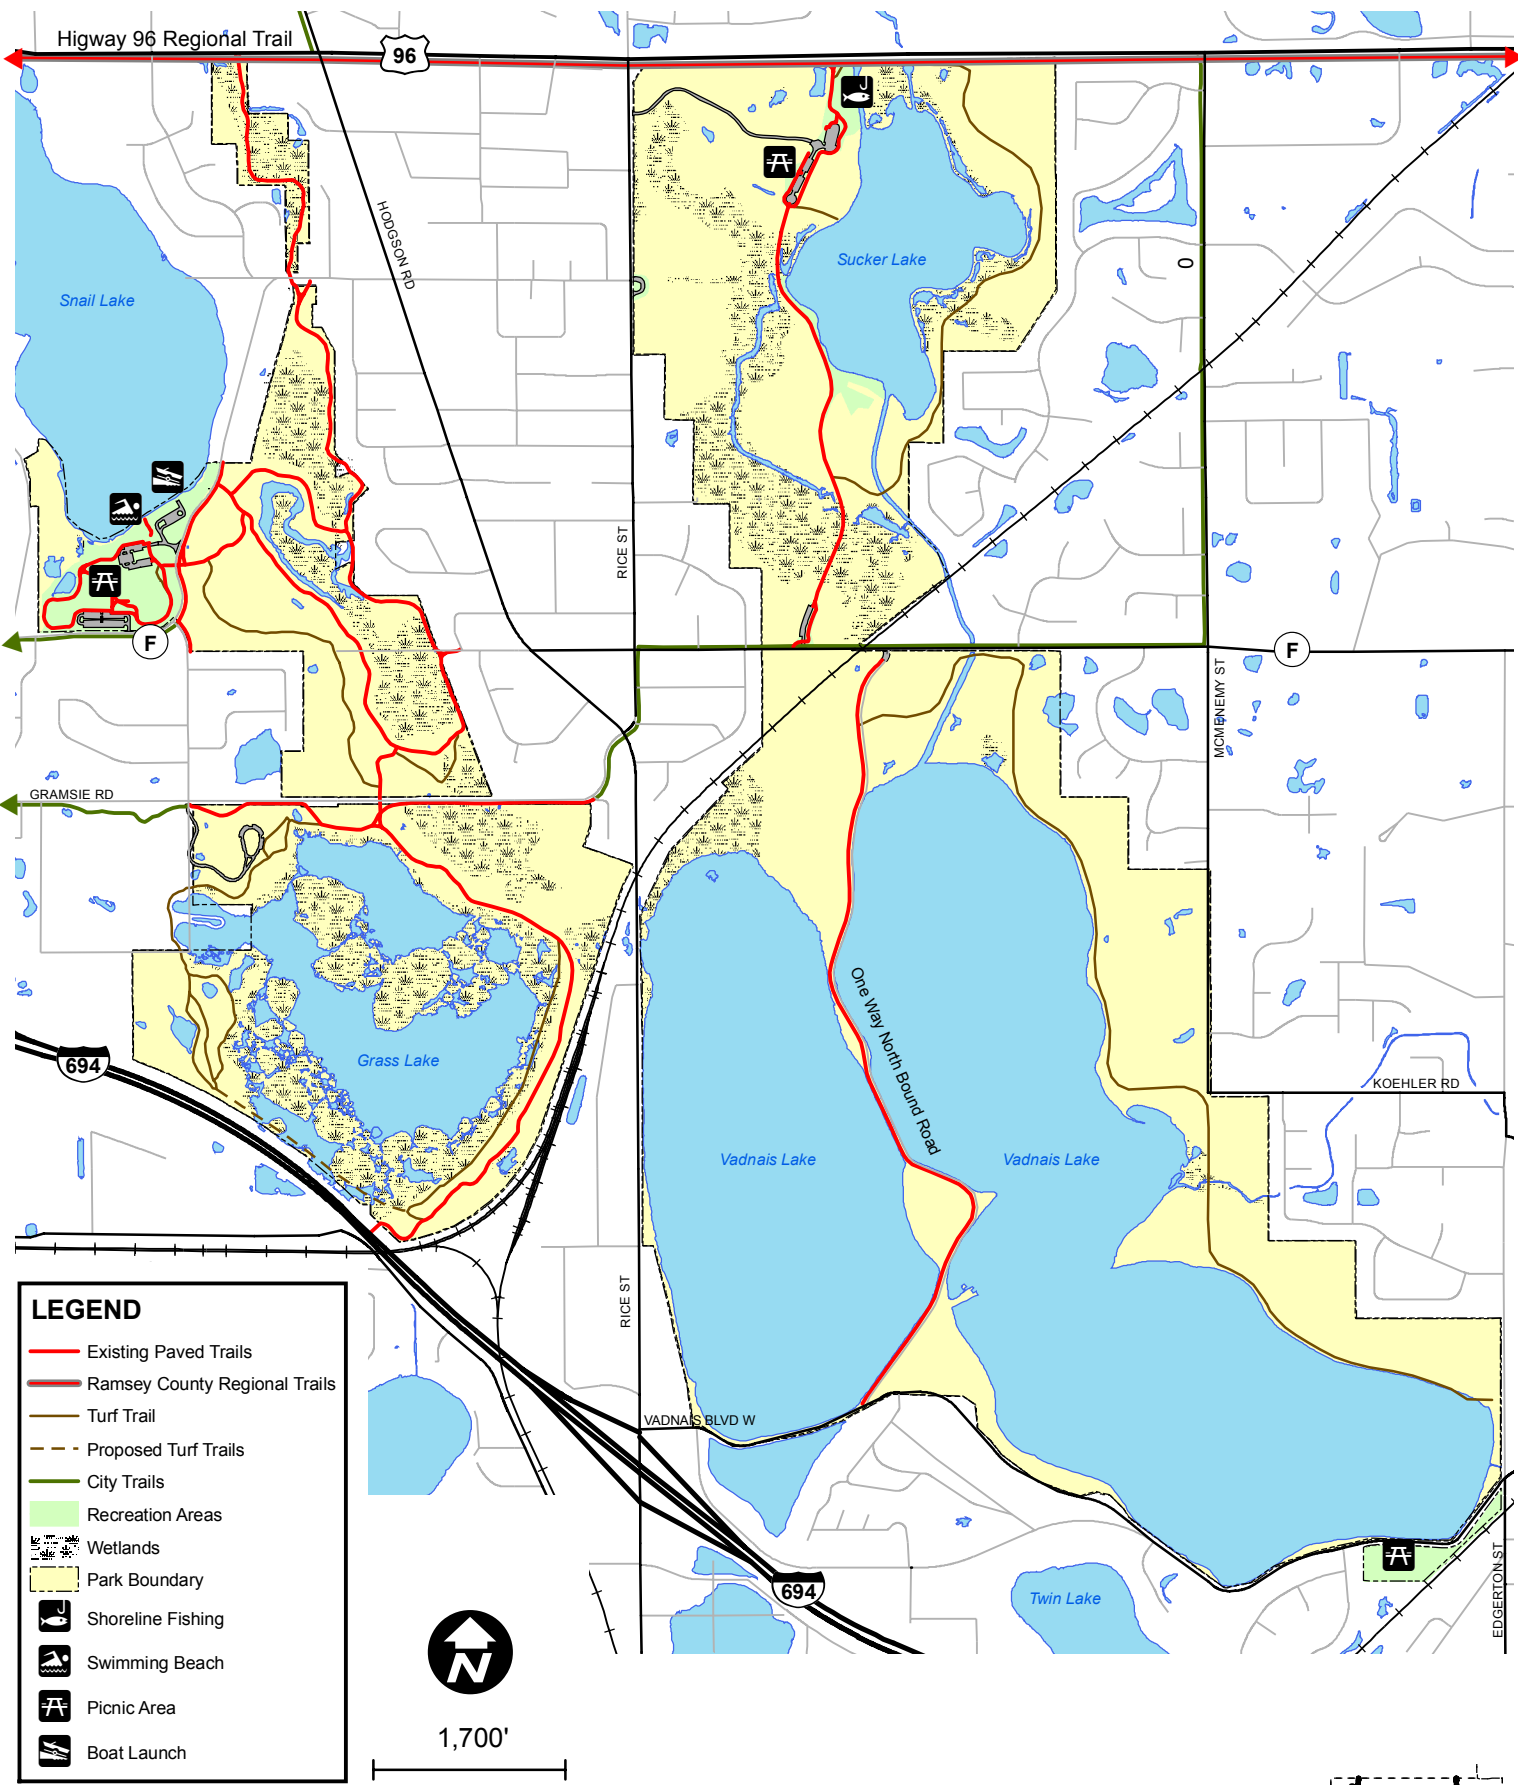 Higway 96 Regional Trail
96
HODGSON RD
Snail Lake
Sucker Lake
0
RICE ST
F
F
MCMENEMY ST
GRAMSIE RD
One Way North Bound Road
Grass Lake
694
KOEHLER RD
Vadnais Lake
Vadnais Lake
RICE ST
VADNAIS BLVD W
694
Twin Lake
EDGERTON ST
LEGEND
Existing Paved Trails
Ramsey County Regional Trails
Turf Trail
Proposed Turf Trails
City Trails
Recreation Areas
Wetlands
Park Boundary
Shoreline Fishing
Swimming Beach
Picnic Area
Boat Launch
N
1,700'